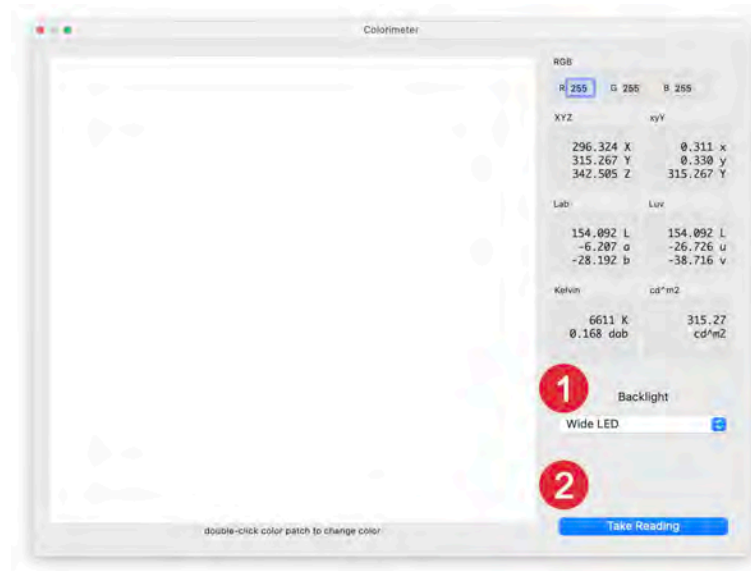 Colorimeter
RGB
R 255 G 255 B 255
XYZ xyY
296.324 X 0.311 x
315.267 Y 0.330 y
342.505 Z 315.267 Y
Lab Luv
154.092 L 154.092 L
-6.207 a -26.726 u
-28.192 b -38.716 v
Kelvin cd^m2
6611 K 315.27
0.168 dab cd^m2
1
Backlight
Wide LED
2
Take Reading
double-click color patch to change color